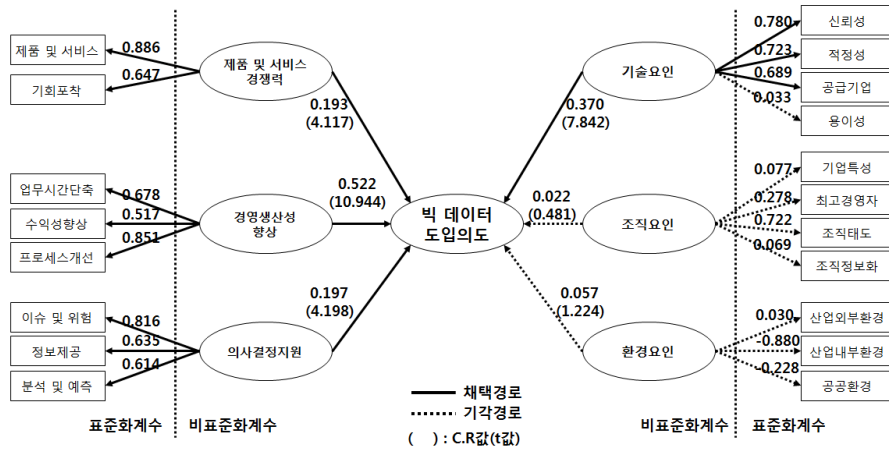 제품 및 서비스
기회포착
0.886
0.647
제품 및 서비스
경쟁력
0.193
(4.117)
업무시간단축
수익성향상
프로세스개선
0.678
0.517
0.851
경영생산성
향상
0.522
(10.944)
이슈 및 위험
정보제공
분석 및 예측
0.816
0.635
0.614
의사결정지원
0.197
(4.198)
빅 데이터
도입의도
기술요인
0.370
(7.842)
0.780
0.723
0.689
0.033
신뢰성
적정성
공급기업
용이성
조직요인
0.022
(0.481)
0.077
0.278
0.722
0.069
기업특성
최고경영자
조직태도
조직정보화
환경요인
0.057
(1.224)
0.030
-0.880
-0.228
산업외부환경
산업내부환경
공공환경
채택경로
기각경로
( ) : C.R값(t값)
표준화계수
비표준화계수
비표준화계수
표준화계수